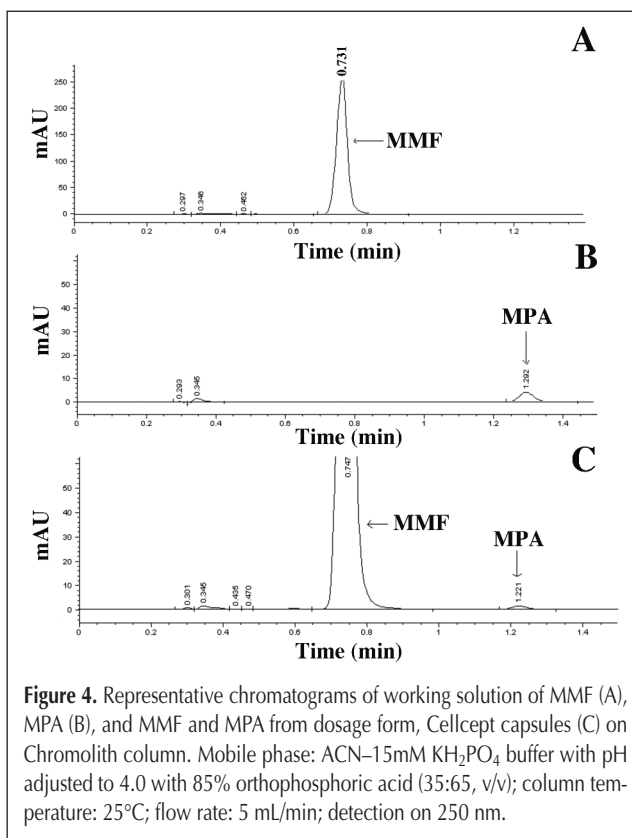 A
0.731
250
200
150
100
50
0
mAU
MMF
0.297
0.346
0.462
0 0.2 0.4 0.6 0.8 1 1.2
Time (min)
B
50
40
30
20
10
0
mAU
MPA
0.293
0.346
1.292
0 0.2 0.4 0.6 0.8 1 1.2 1.4
Time (min)
C
50
40
30
20
10
0
mAU
0.747
MMF
MPA
0.301
0.346
0.435
0.470
1.221
0 0.2 0.4 0.6 0.8 1 1.2 1.4
Time (min)
Figure 4. Representative chromatograms of working solution of MMF (A),
MPA (B), and MMF and MPA from dosage form, Cellcept capsules (C) on
Chromolith column. Mobile phase: ACN–15mM KH₂PO₄ buffer with pH
adjusted to 4.0 with 85% orthophosphoric acid (35:65, v/v); column tem-
perature: 25°C; flow rate: 5 mL/min; detection on 250 nm.